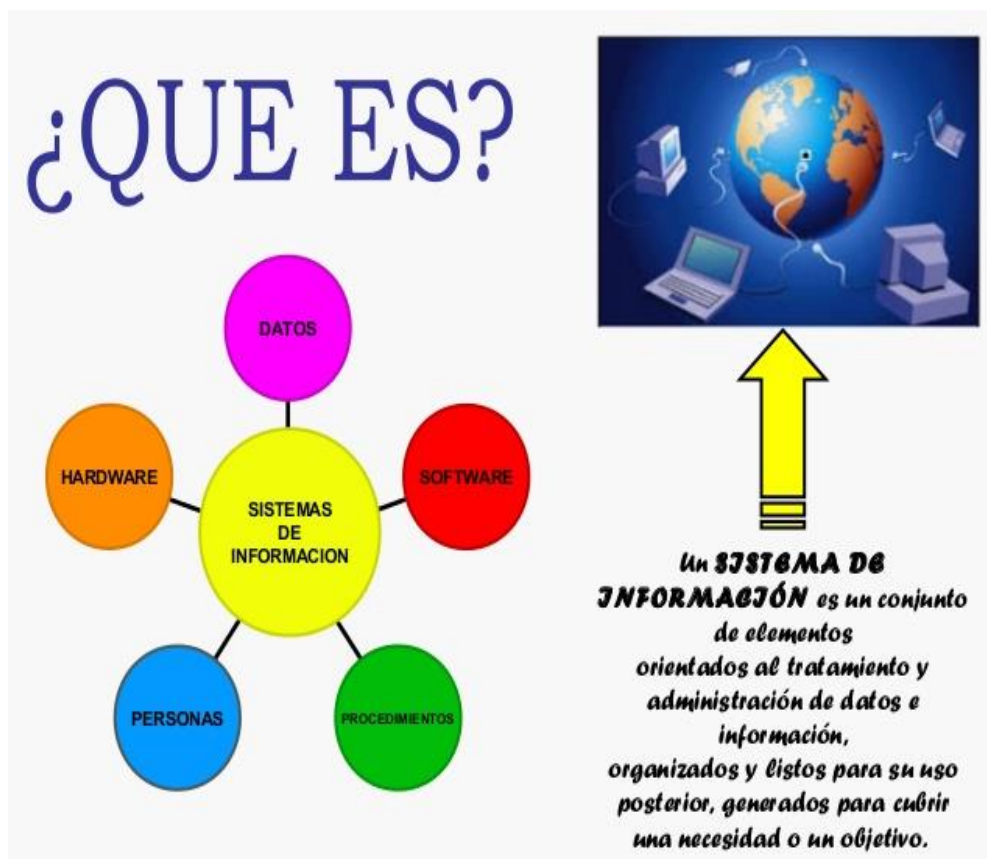 ¿QUE ES?
DATOS
HARDWARE
SOFTWARE
SISTEMAS
DE
INFORMACION
PERSONAS
PROCEDIMIENTOS
Un SISTEMA DE
INFORMACIÓN es un conjunto
de elementos
orientados al tratamiento y
administración de datos e
información,
organizados y listos para su uso
posterior, generados para cubrir
una necesidad o un objetivo.